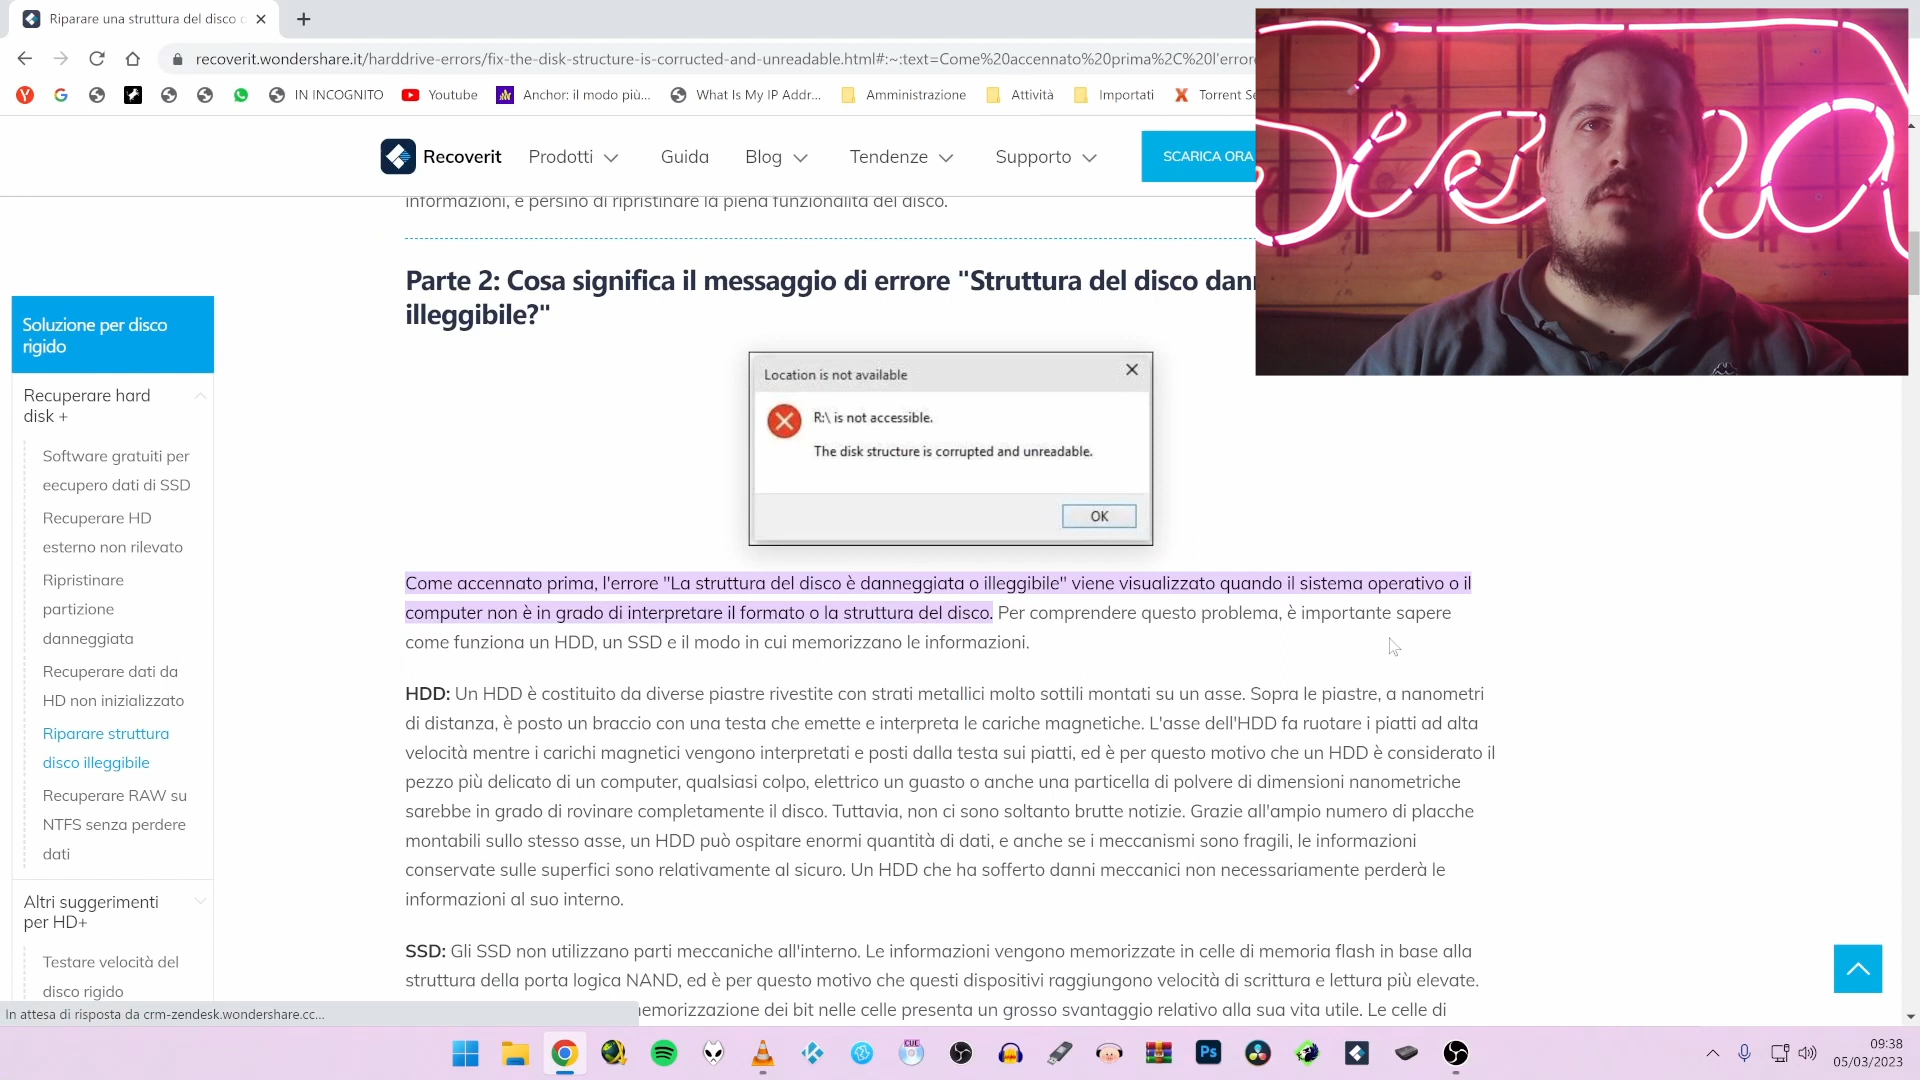 Riparare una struttura del disco d
recoverit.wondershare.it/harddrive-errors/fix-the-disk-structure-is-corructed-and-unreadable.html#:~:text=Come%20accennato%20prima%2C%20l'errore
IN INCOGNITO
Youtube
Anchor: il modo più...
What Is My IP Addr...
Amministrazione
Attività
Importati
Torrent Se
Recoverit
Prodotti
Guida
Blog
Tendenze
Supporto
SCARICA ORA
informazioni, e persino di ripristinare la piena funzionalità del disco.
Parte 2: Cosa significa il messaggio di errore "Struttura del disco dann
illeggibile?"
Soluzione per disco
rigido
Recuperare hard
disk +
Software gratuiti per
eecupero dati di SSD
Recuperare HD
esterno non rilevato
Ripristinare
partizione
danneggiata
Recuperare dati da
HD non inizializzato
Riparare struttura
disco illeggibile
Recuperare RAW su
NTFS senza perdere
dati
Altri suggerimenti
per HD+
Testare velocità del
disco rigido
Location is not available
R:\ is not accessible.
The disk structure is corrupted and unreadable.
OK
Come accennato prima, l'errore "La struttura del disco è danneggiata o illeggibile" viene visualizzato quando il sistema operativo o il
computer non è in grado di interpretare il formato o la struttura del disco. Per comprendere questo problema, è importante sapere
come funziona un HDD, un SSD e il modo in cui memorizzano le informazioni.
HDD: Un HDD è costituito da diverse piastre rivestite con strati metallici molto sottili montati su un asse. Sopra le piastre, a nanometri
di distanza, è posto un braccio con una testa che emette e interpreta le cariche magnetiche. L'asse dell'HDD fa ruotare i piatti ad alta
velocità mentre i carichi magnetici vengono interpretati e posti dalla testa sui piatti, ed è per questo motivo che un HDD è considerato il
pezzo più delicato di un computer, qualsiasi colpo, elettrico un guasto o anche una particella di polvere di dimensioni nanometriche
sarebbe in grado di rovinare completamente il disco. Tuttavia, non ci sono soltanto brutte notizie. Grazie all'ampio numero di placche
montabili sullo stesso asse, un HDD può ospitare enormi quantità di dati, e anche se i meccanismi sono fragili, le informazioni
conservate sulle superfici sono relativamente al sicuro. Un HDD che ha sofferto danni meccanici non necessariamente perderà le
informazioni al suo interno.
SSD: Gli SSD non utilizzano parti meccaniche all'interno. Le informazioni vengono memorizzate in celle di memoria flash in base alla
struttura della porta logica NAND, ed è per questo motivo che questi dispositivi raggiungono velocità di scrittura e lettura più elevate.
memorizzazione dei bit nelle celle presenta un grosso svantaggio relativo alla sua vita utile. Le celle di
In attesa di risposta da crm-zendesk.wondershare.cc...
CUE
Ps
09:38
05/03/2023